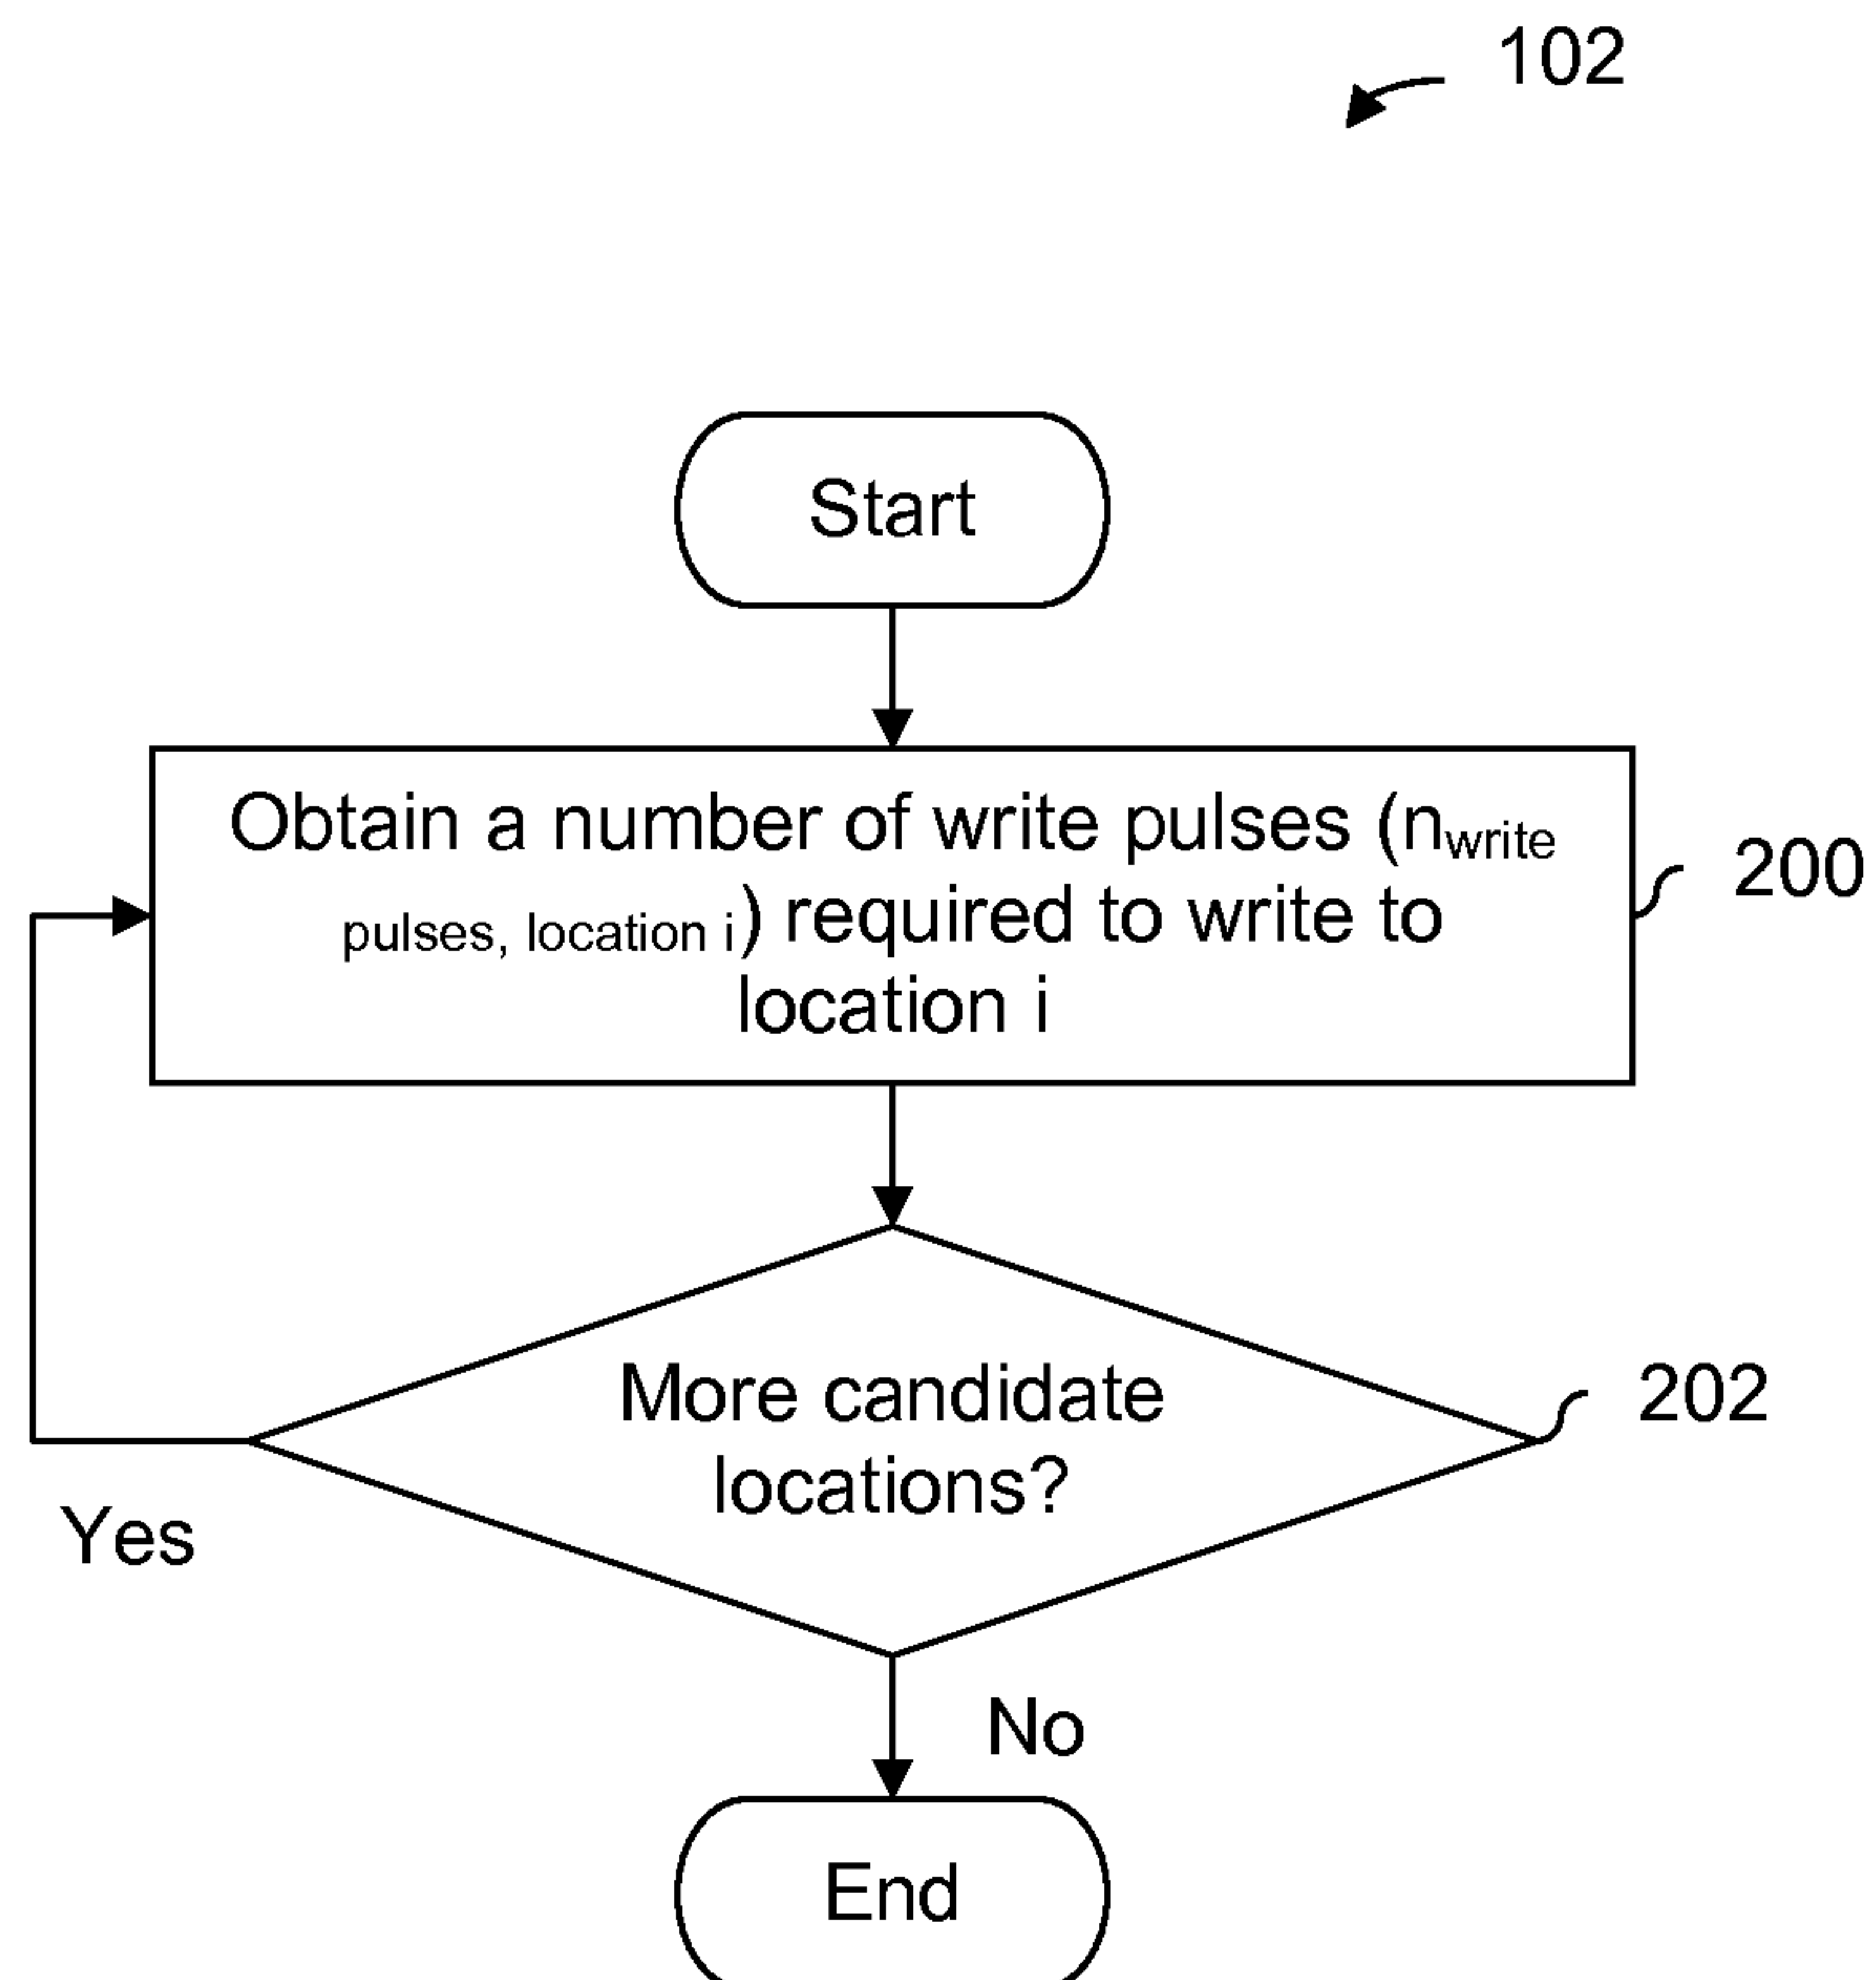 102
Start
Obtain a number of write pulses (nwrite
pulses, location i) required to write to
location i
200
More candidate
locations?
202
Yes
No
End